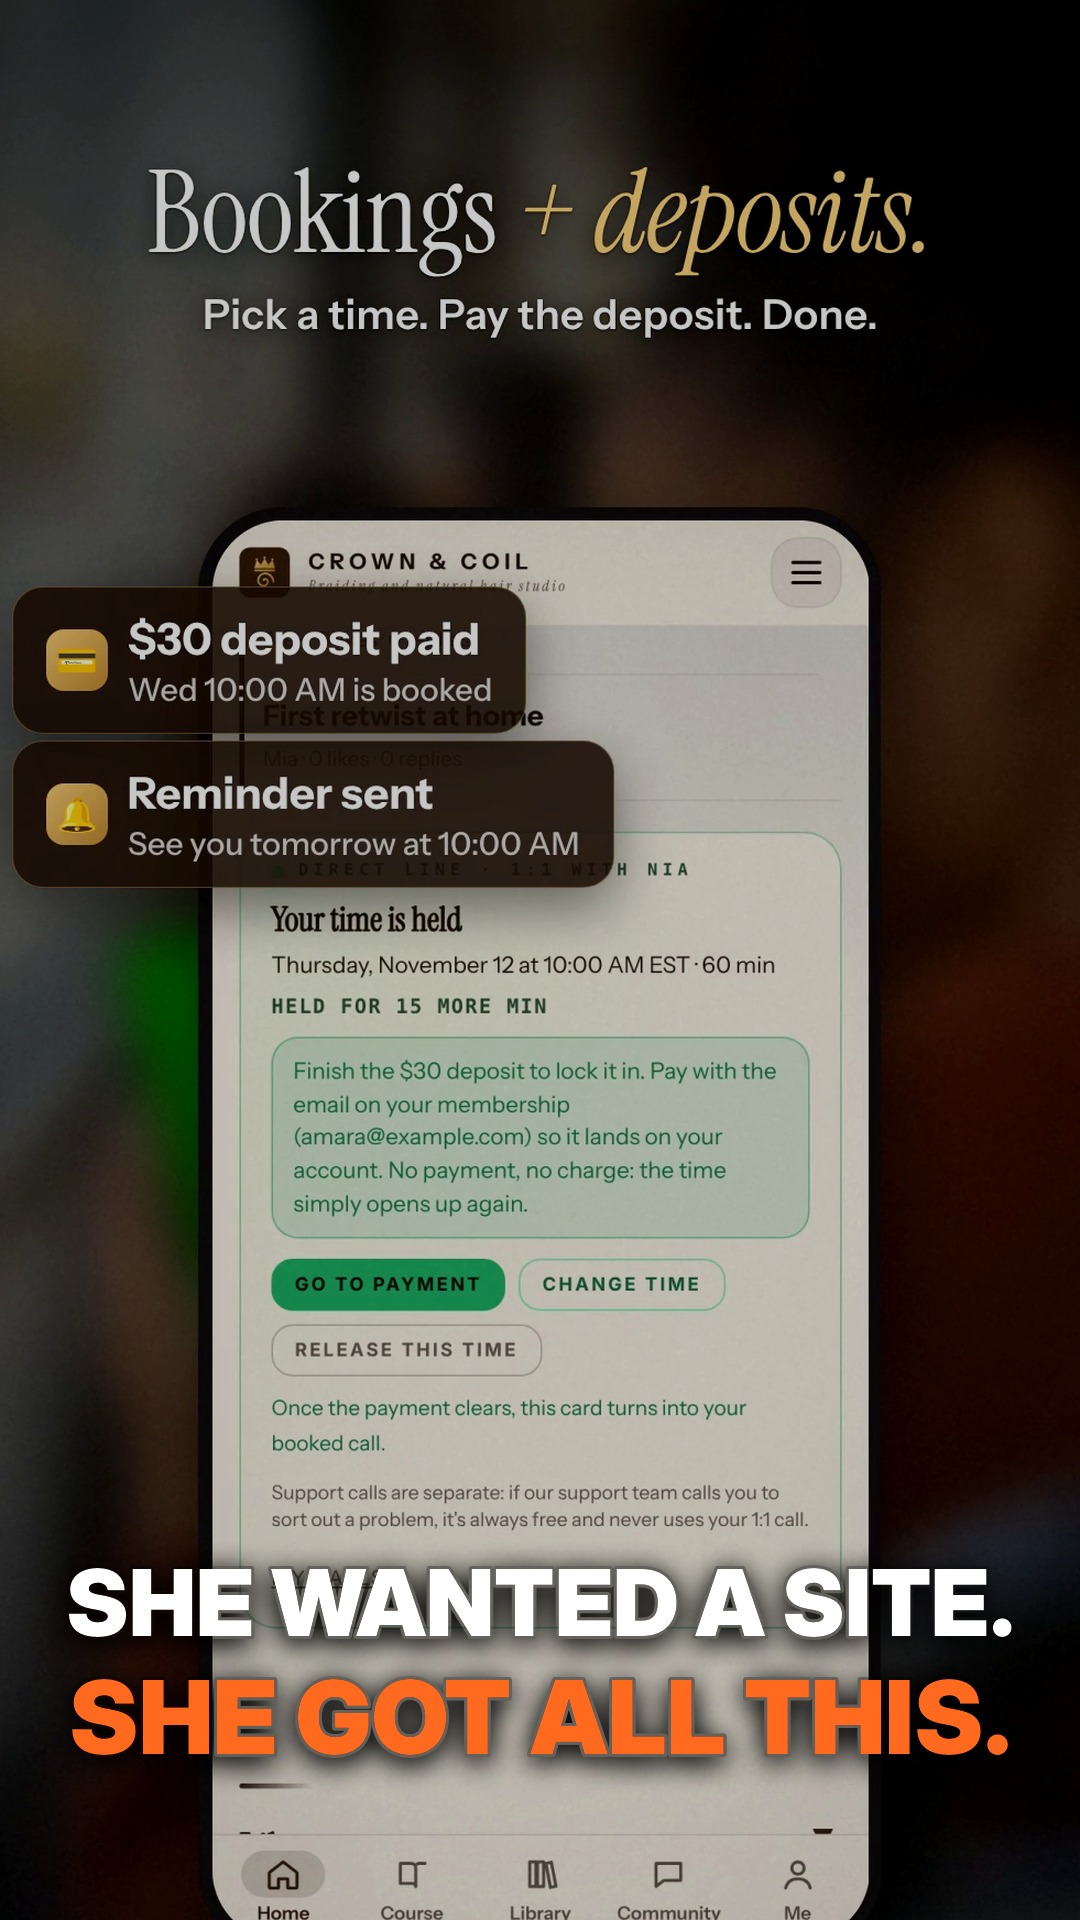 Bookings + deposits.
Pick a time. Pay the deposit. Done.
CROWN & COIL
Braiding and natural hair studio
$30 deposit paid
Wed 10:00 AM is booked
First retwist at home
Mia · 0 likes · 0 replies
Reminder sent
See you tomorrow at 10:00 AM
DIRECT LINE · 1:1 WITH NIA
Your time is held
Thursday, November 12 at 10:00 AM EST · 60 min
HELD FOR 15 MORE MIN
Finish the $30 deposit to lock it in. Pay with the
email on your membership
(amara@example.com) so it lands on your
account. No payment, no charge: the time
simply opens up again.
GO TO PAYMENT
CHANGE TIME
RELEASE THIS TIME
Once the payment clears, this card turns into your
booked call.
Support calls are separate: if our support team calls you to
sort out a problem, it's always free and never uses your 1:1 call.
SHE WANTED A SITE.
SHE GOT ALL THIS.
Home
Course
Library
Community
Me